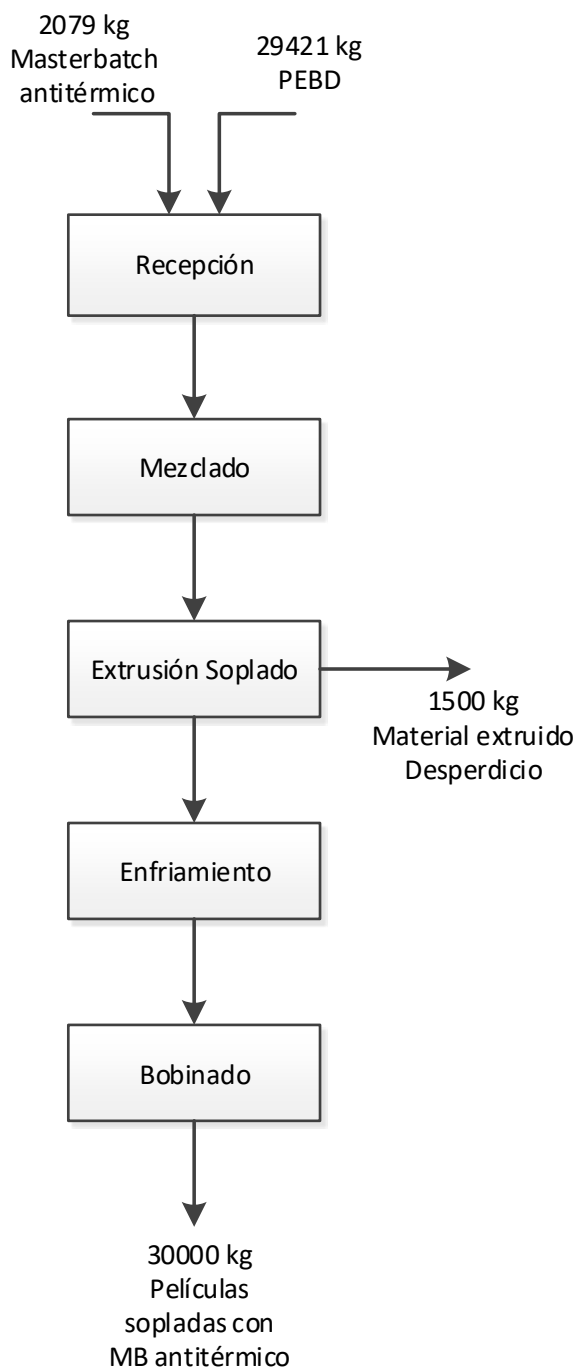 2079 kg
Masterbatch
antitérmico
29421 kg
PEBD
Recepción
Mezclado
Extrusión Soplado
1500 kg
Material extruido
Desperdicio
Enfriamiento
Bobinado
30000 kg
Películas
sopladas con
MB antitérmico